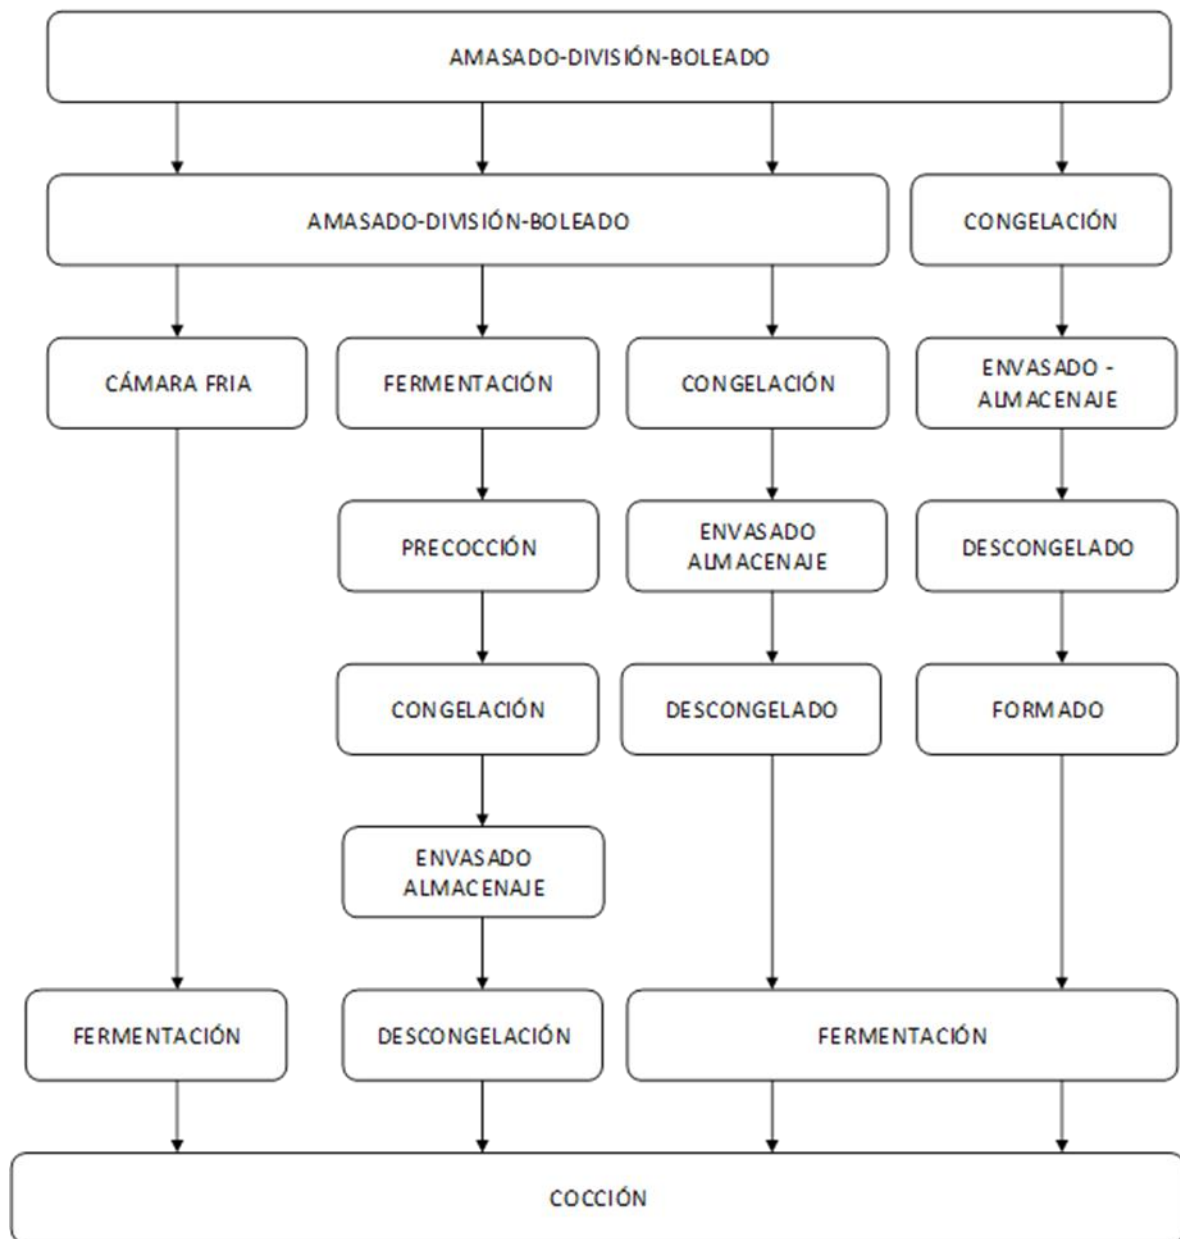 AMASADO-DIVISIÓN-BOLEADO
AMASADO-DIVISIÓN-BOLEADO
CONGELACIÓN
CÁMARA FRIA
FERMENTACIÓN
CONGELACIÓN
ENVASADO -
ALMACENAJE
PRECOCCIÓN
ENVASADO
ALMACENAJE
DESCONGELADO
CONGELACIÓN
DESCONGELADO
FORMADO
ENVASADO
ALMACENAJE
FERMENTACIÓN
DESCONGELACIÓN
FERMENTACIÓN
COCCIÓN